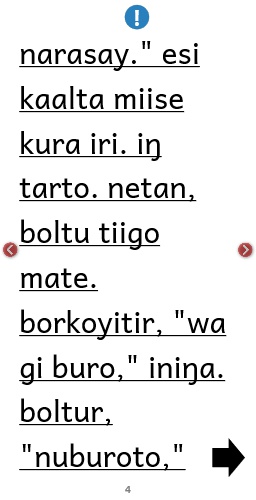 narasay." esi
kaalta miise
kura iri. iŋ
tarto. netan,
boltu tiigo
mate.
borkoyitir, "wa
gi buro," iniŋa.
boltur,
"nuburoto,"
4